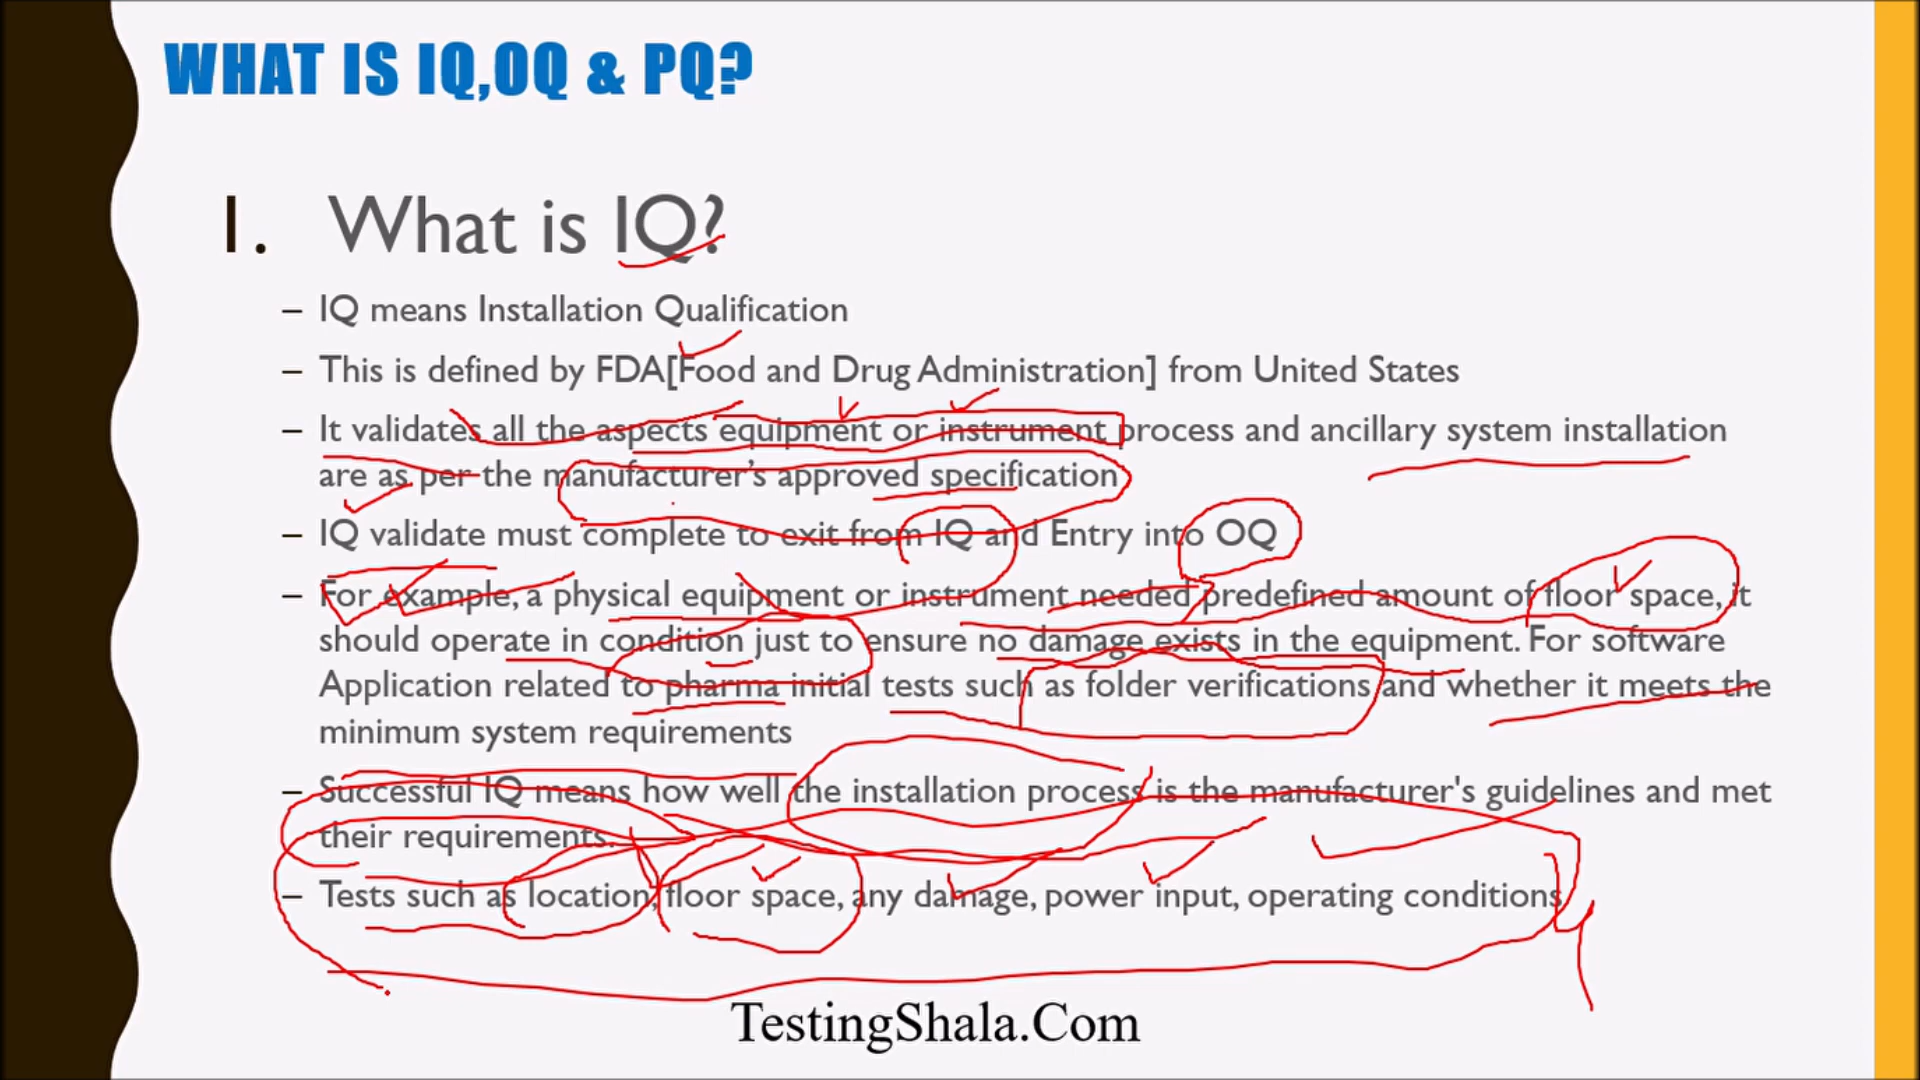 WHAT IS IQ,OQ & PQ?
1. What is IQ?
– IQ means Installation Qualification
– This is defined by FDA[Food and Drug Administration] from United States
– It validates all the aspects equipment or instrument process and ancillary system installation
are as per the manufacturer's approved specification
– IQ validate must complete to exit from IQ and Entry into OQ
– For example, a physical equipment or instrument needed predefined amount of floor space, it
should operate in condition just to ensure no damage exists in the equipment. For software
Application related to pharma initial tests such as folder verifications and whether it meets the
minimum system requirements
– Successful IQ means how well the installation process is the manufacturer's guidelines and met
their requirements.
– Tests such as location, floor space, any damage, power input, operating conditions
TestingShala.Com